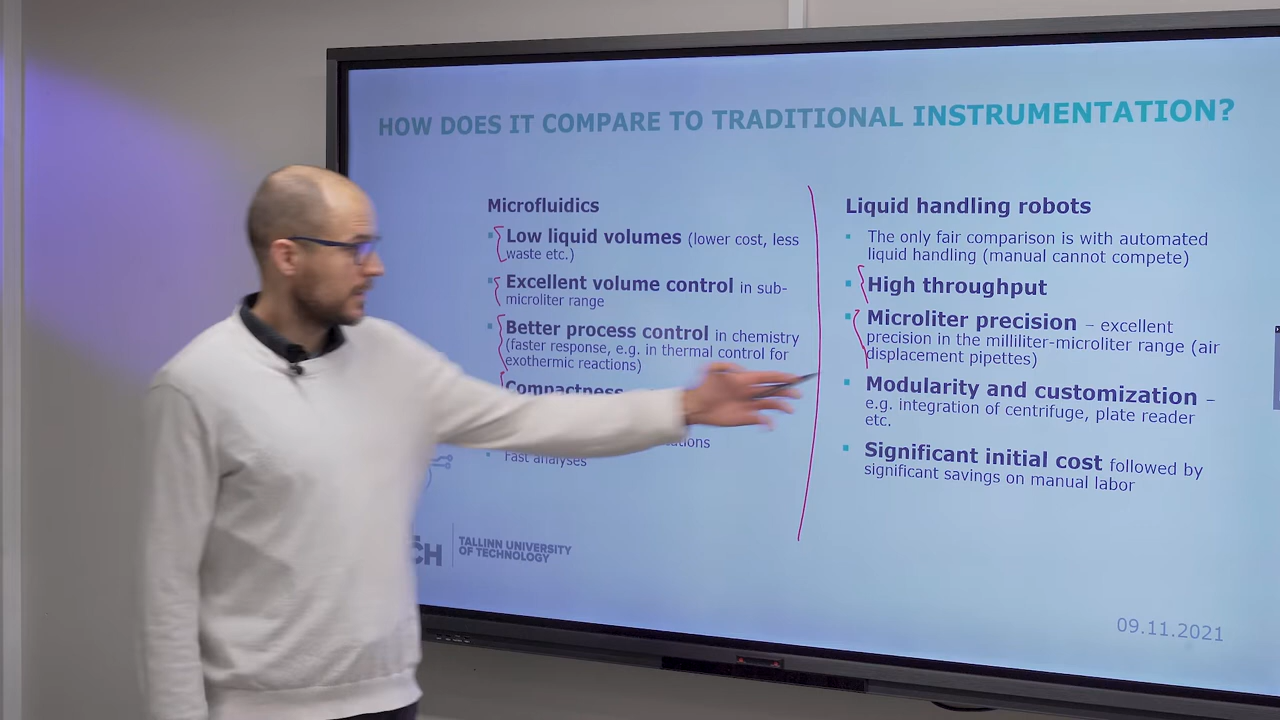 HOW DOES IT COMPARE TO TRADITIONAL INSTRUMENTATION?
Microfluidics
Low liquid volumes (lower cost, less
waste etc.)
Excellent volume control in sub-
microliter range
Better process control in chemistry
(faster response, e.g. in thermal control for
exothermic reactions)
Compactness
Fast analyses
Liquid handling robots
The only fair comparison is with automated
liquid handling (manual cannot compete)
High throughput
Microliter precision – excellent
precision in the milliliter-microliter range (air
displacement pipettes)
Modularity and customization –
e.g. integration of centrifuge, plate reader
etc.
Significant initial cost followed by
significant savings on manual labor
TALLINN UNIVERSITY
OF TECHNOLOGY
09.11.2021